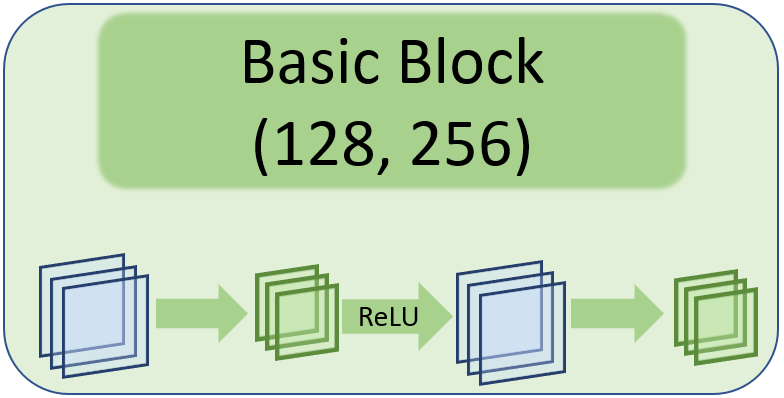 Basic Block
(128, 256)
ReLU